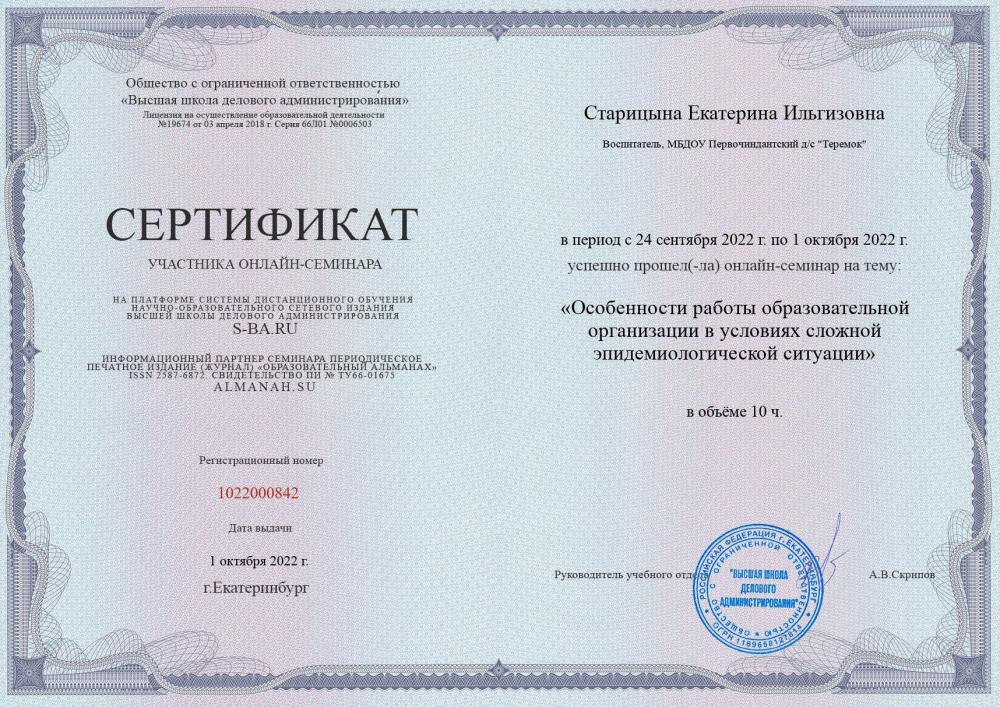 Общество с ограниченной ответственностью
«Высшая школа делового администрирования»
Лицензия на осуществление образовательной деятельности
№19674 от 03 апреля 2018 г. Серия 66Л01 №0006503
СЕРТИФИКАТ
УЧАСТНИКА ОНЛАЙН-СЕМИНАРА
НА ПЛАТФОРМЕ СИСТЕМЫ ДИСТАНЦИОННОГО ОБУЧЕНИЯ
НАУЧНО-ОБРАЗОВАТЕЛЬНОГО СЕТЕВОГО ИЗДАНИЯ
ВЫСШЕЙ ШКОЛЫ ДЕЛОВОГО АДМИНИСТРИРОВАНИЯ
S-BA.RU
ИНФОРМАЦИОННЫЙ ПАРТНЕР СЕМИНАРА ПЕРИОДИЧЕСКОЕ
ПЕЧАТНОЕ ИЗДАНИЕ (ЖУРНАЛ) «ОБРАЗОВАТЕЛЬНЫЙ АЛЬМАНАХ»
ISSN 2587-6872. СВИДЕТЕЛЬСТВО ПИ № ТУ66-01675
ALMANAH.SU
Регистрационный номер
1022000842
Дата выдачи
1 октября 2022 г.
г.Екатеринбург
Старицына Екатерина Ильгизовна
Воспитатель, МБДОУ Первочиндантский д/с "Теремок"
в период с 24 сентября 2022 г. по 1 октября 2022 г.
успешно прошел(-ла) онлайн-семинар на тему:
«Особенности работы образовательной
организации в условиях сложной
эпидемиологической ситуации»
в объёме 10 ч.
Руководитель учебного отде
А.В.Скрипов
РОССИЙСКАЯ ФЕДЕРАЦИЯ г. ЕКАТЕРИНБУРГ
ОБЩЕСТВО С ОГРАНИЧЕННОЙ ОТВЕТСТВЕННОСТЬЮ
"ВЫСШАЯ ШКОЛА
ДЕЛОВОГО
АДМИНИСТРИРОВАНИЯ"
ОГРН 1169658127814